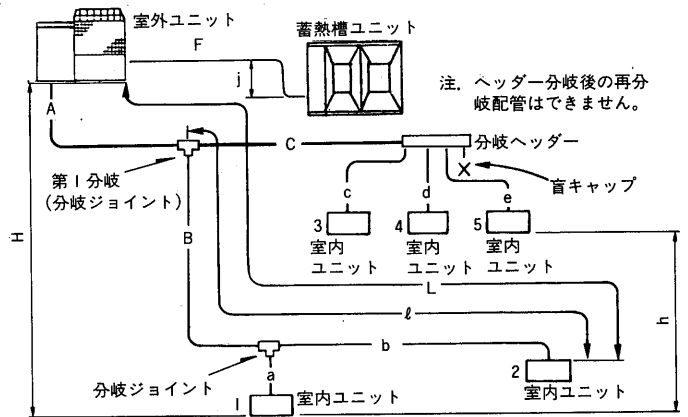 室外ユニット
F
蓄熱槽ユニット
j
注. ヘッダー分岐後の再分
岐配管はできません。
A
C
分岐ヘッダー
第1分岐
(分岐ジョイント)
盲キャップ
c
d
e
3
4
5
室内
ユニット
室内
ユニット
室内
ユニット
H
B
L
h
ℓ
b
a
2
分岐ジョイント
室内ユニット
1
室内ユニット